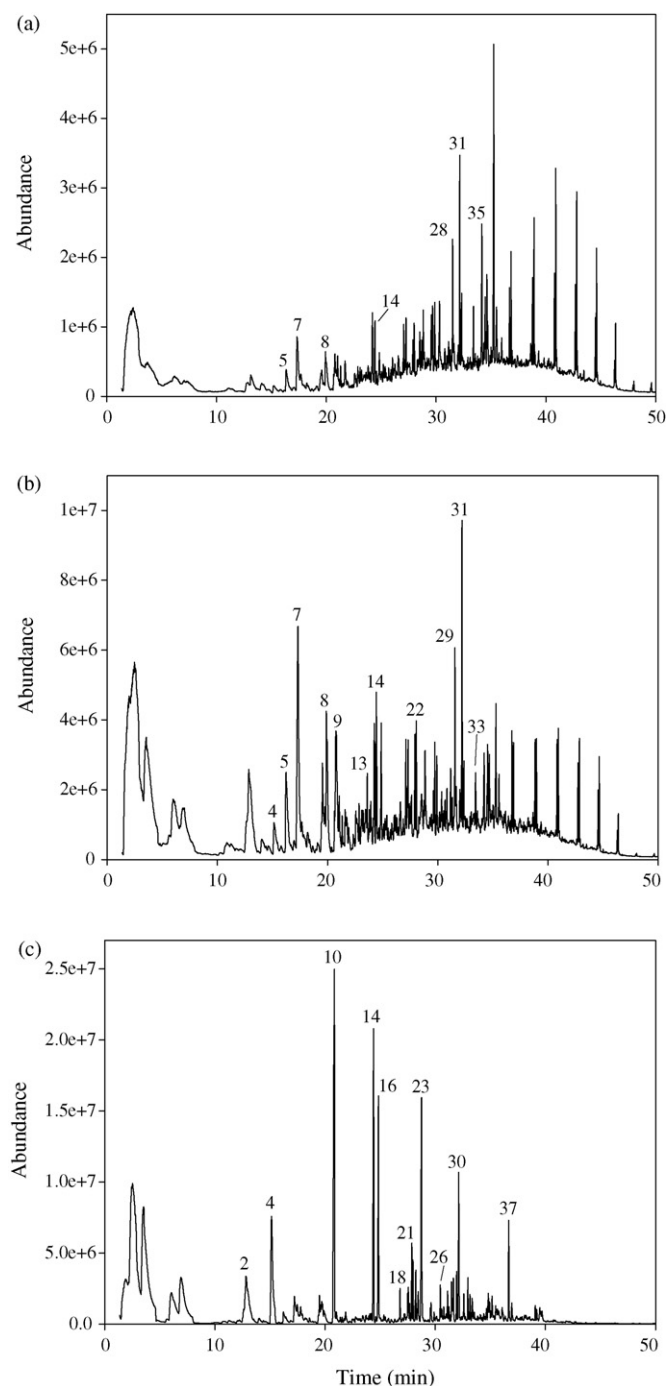 (a)
5e+6
4e+6
3e+6
2e+6
1e+6
0
Abundance
5
7
8
14
28
31
35
0 10 20 30 40 50
(b)
1e+7
8e+6
6e+6
4e+6
2e+6
0
Abundance
4
5
7
8
9
13
14
22
29
31
33
0 10 20 30 40 50
(c)
2.5e+7
2.0e+7
1.5e+7
1.0e+7
5.0e+6
0
Abundance
2
4
10
14
16
18
21
23
26
30
37
0 10 20 30 40 50
Time (min)